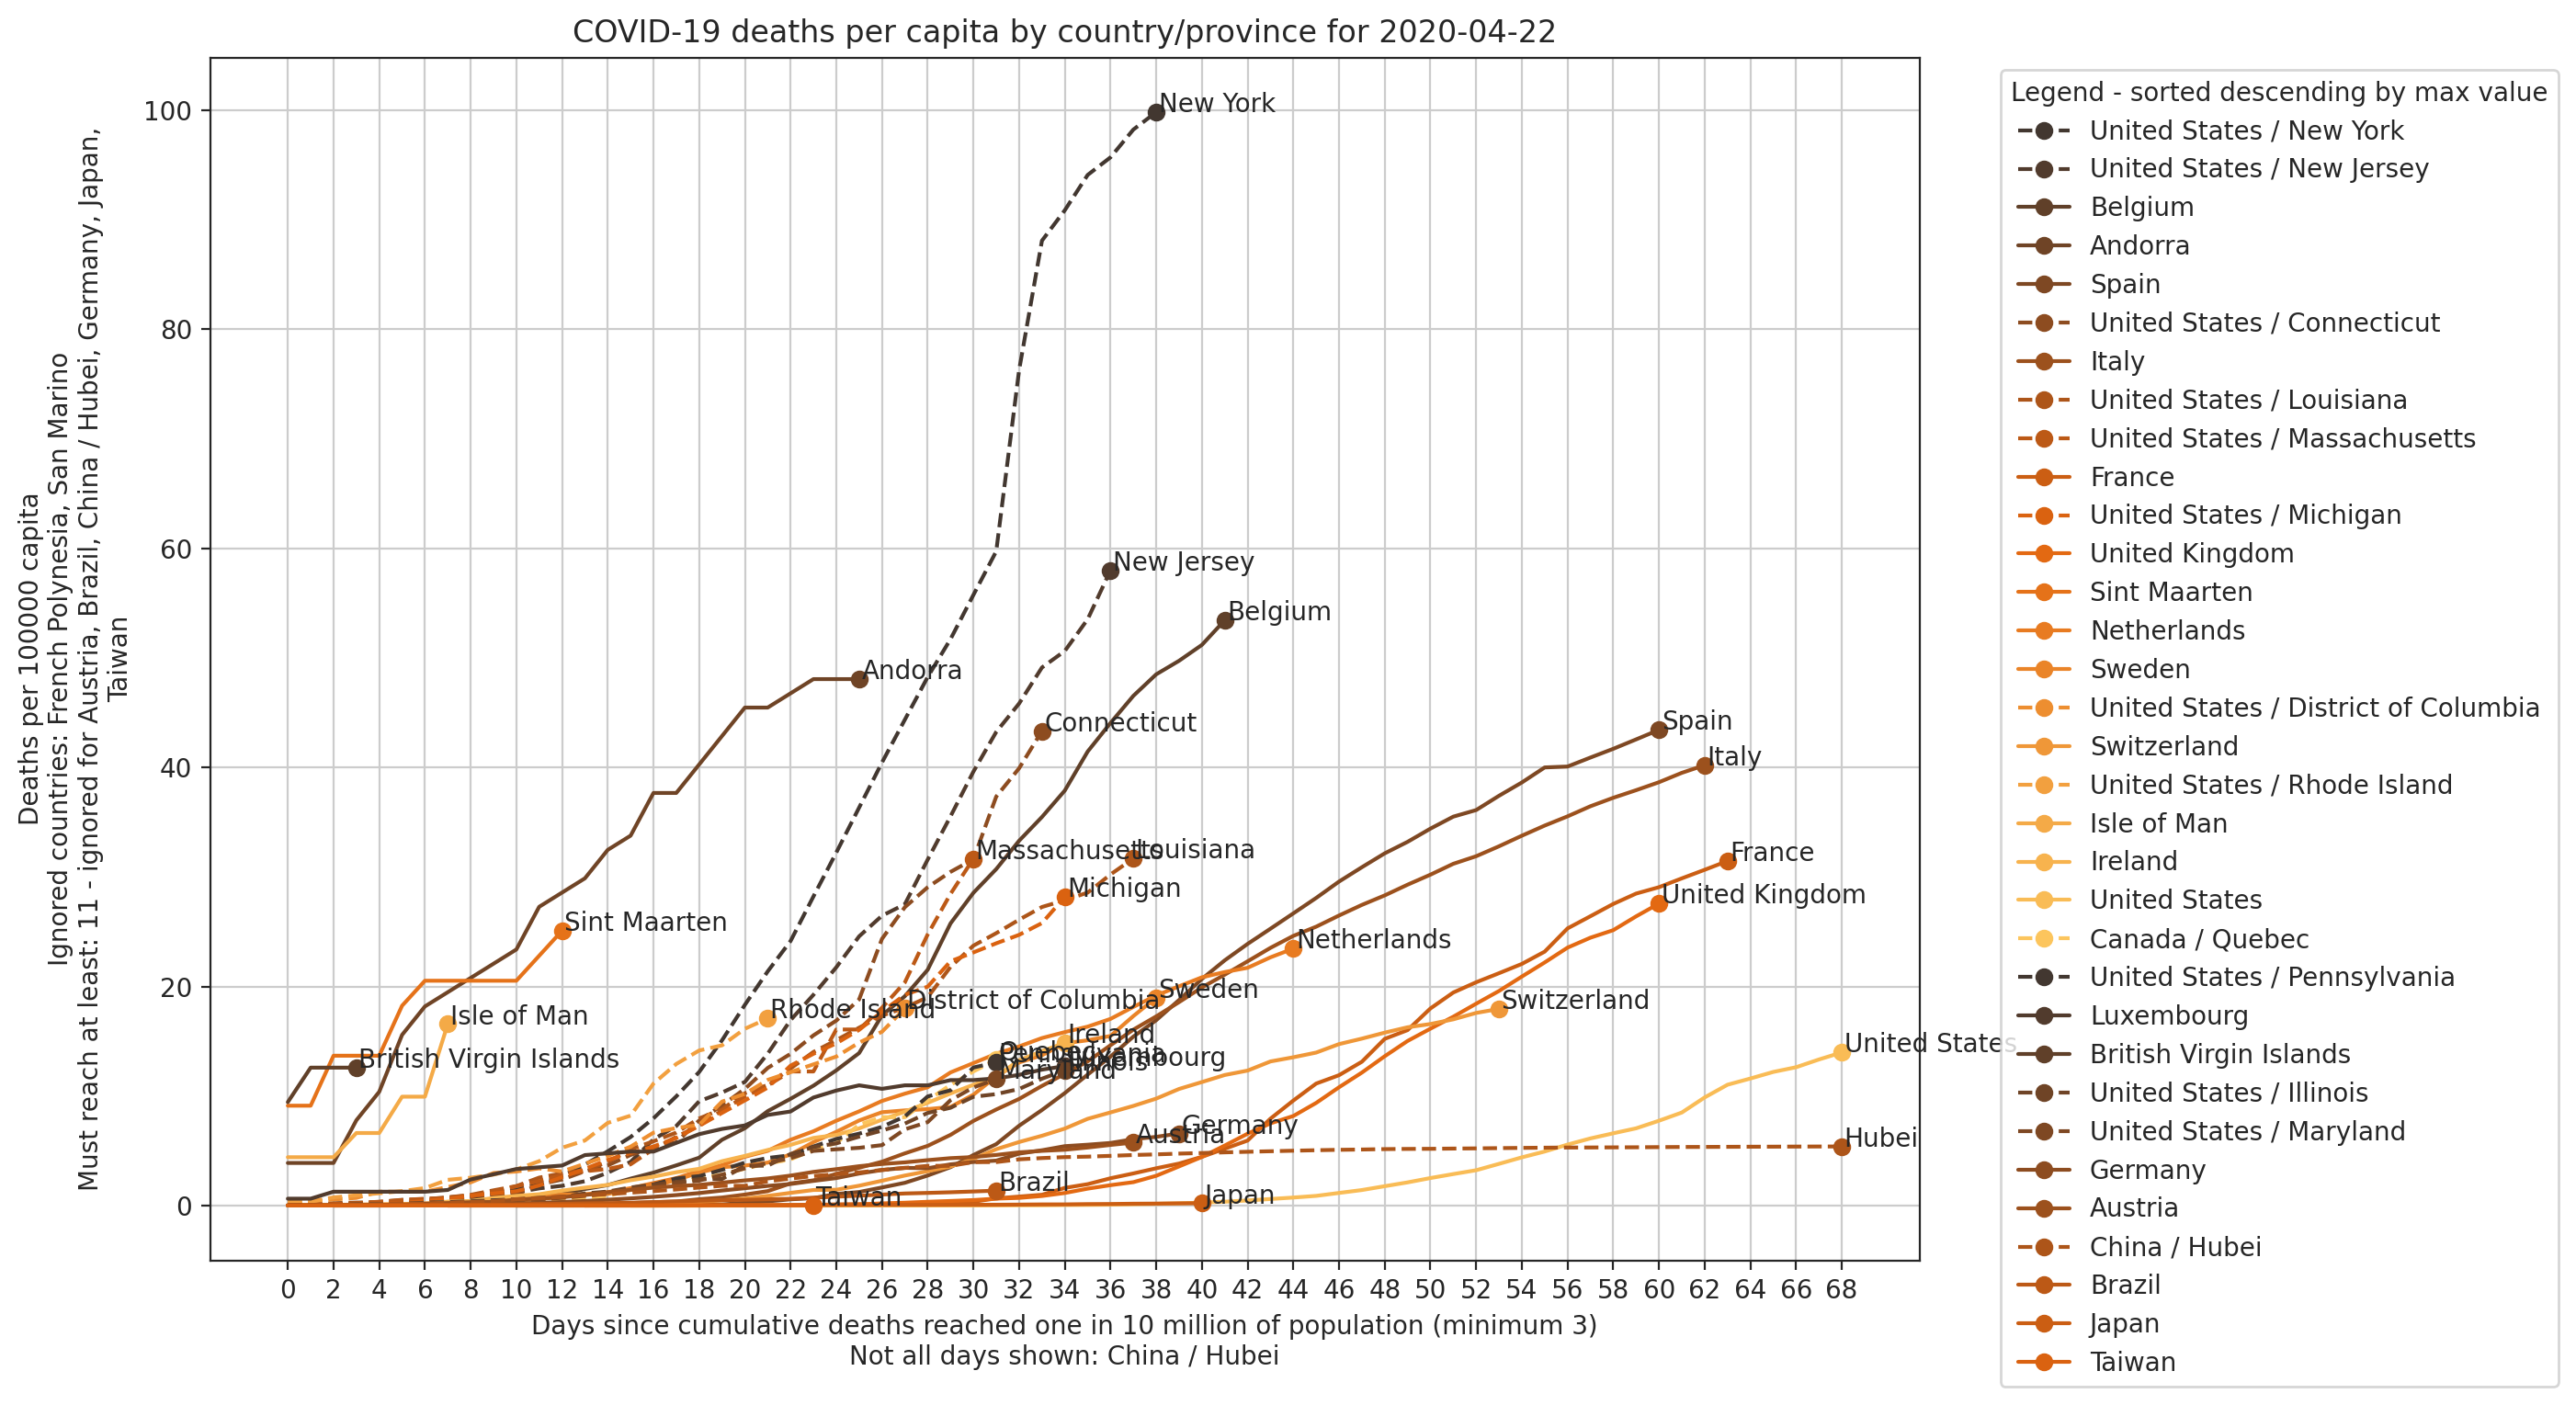 COVID-19 deaths per capita by country/province for 2020-04-22
Deaths per 100000 capita
Ignored countries: French Polynesia, San Marino
Must reach at least: 11 - ignored for Austria, Brazil, China / Hubei, Germany, Japan,
Taiwan
100
80
60
40
20
0
New York
New Jersey
Belgium
Andorra
Connecticut
Spain
Italy
Massachusetts
Louisiana
France
Michigan
United Kingdom
Sint Maarten
Netherlands
Sweden
District of Columbia
Switzerland
Rhode Island
Isle of Man
Ireland
United States
Quebec
Pennsylvania
Luxembourg
British Virgin Islands
Illinois
Maryland
Germany
Austria
Hubei
Brazil
Japan
Taiwan
0 2 4 6 8 10 12 14 16 18 20 22 24 26 28 30 32 34 36 38 40 42 44 46 48 50 52 54 56 58 60 62 64 66 68
Days since cumulative deaths reached one in 10 million of population (minimum 3)
Not all days shown: China / Hubei
Legend - sorted descending by max value
United States / New York
United States / New Jersey
Belgium
Andorra
Spain
United States / Connecticut
Italy
United States / Louisiana
United States / Massachusetts
France
United States / Michigan
United Kingdom
Sint Maarten
Netherlands
Sweden
United States / District of Columbia
Switzerland
United States / Rhode Island
Isle of Man
Ireland
United States
Canada / Quebec
United States / Pennsylvania
Luxembourg
British Virgin Islands
United States / Illinois
United States / Maryland
Germany
Austria
China / Hubei
Brazil
Japan
Taiwan